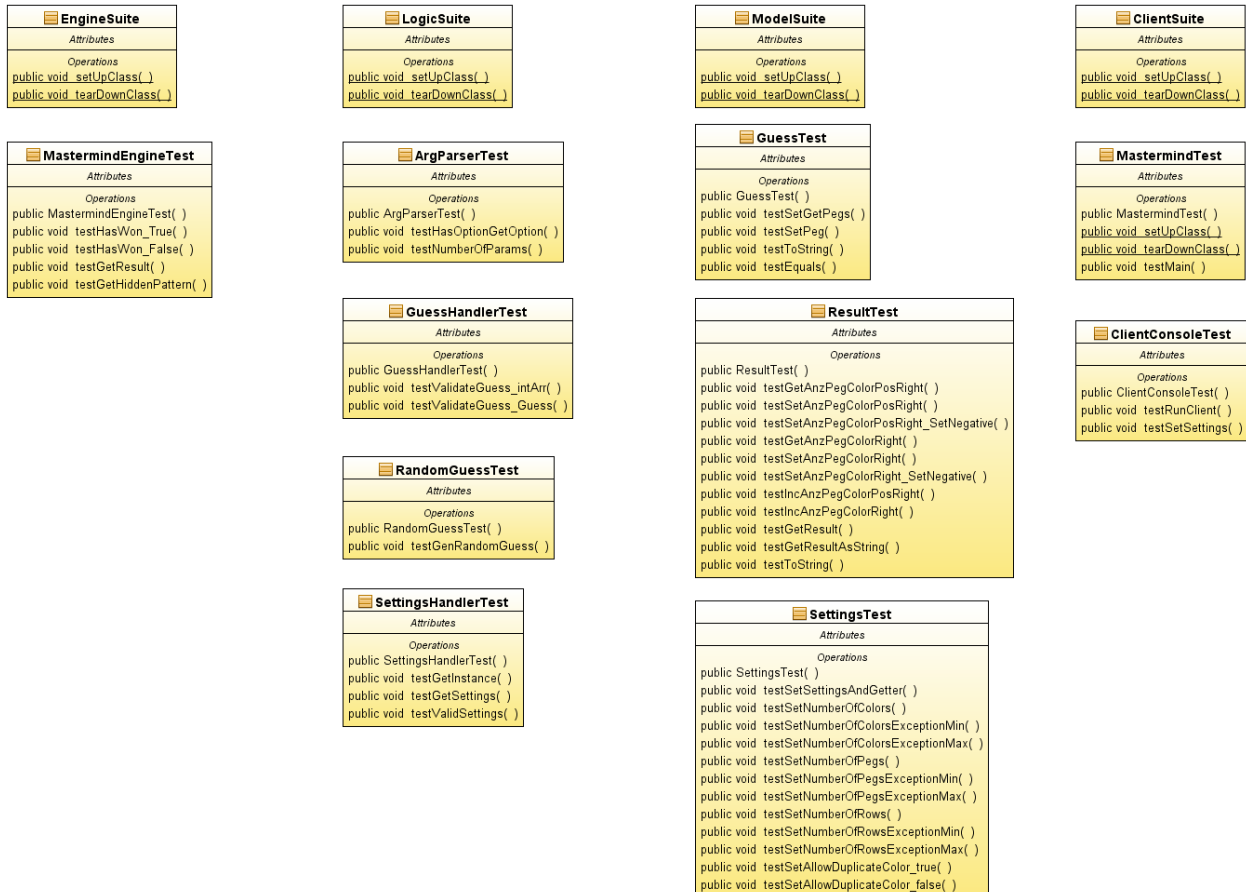 EngineSuite
Attributes
Operations
public void setUpClass( )
public void tearDownClass( )
MastermindEngineTest
Attributes
Operations
public MastermindEngineTest( )
public void testHasWon_True( )
public void testHasWon_False( )
public void testGetResult( )
public void testGetHiddenPattern( )
LogicSuite
Attributes
Operations
public void setUpClass( )
public void tearDownClass( )
ArgParserTest
Attributes
Operations
public ArgParserTest( )
public void testHasOptionGetOption( )
public void testNumberOfParams( )
GuessHandlerTest
Attributes
Operations
public GuessHandlerTest( )
public void testValidateGuess_intArr( )
public void testValidateGuess_Guess( )
RandomGuessTest
Attributes
Operations
public RandomGuessTest( )
public void testGenRandomGuess( )
SettingsHandlerTest
Attributes
Operations
public SettingsHandlerTest( )
public void testGetInstance( )
public void testGetSettings( )
public void testValidSettings( )
ModelSuite
Attributes
Operations
public void setUpClass( )
public void tearDownClass( )
GuessTest
Attributes
Operations
public GuessTest( )
public void testSetGetPegs( )
public void testSetPeg( )
public void testToString( )
public void testEquals( )
ResultTest
Attributes
Operations
public ResultTest( )
public void testGetAnzPegColorPosRight( )
public void testSetAnzPegColorPosRight( )
public void testSetAnzPegColorPosRight_SetNegative( )
public void testGetAnzPegColorRight( )
public void testSetAnzPegColorRight( )
public void testSetAnzPegColorRight_SetNegative( )
public void testIncAnzPegColorPosRight( )
public void testIncAnzPegColorRight( )
public void testGetResult( )
public void testGetResultAsString( )
public void testToString( )
SettingsTest
Attributes
Operations
public SettingsTest( )
public void testSetSettingsAndGetter( )
public void testSetNumberOfColors( )
public void testSetNumberOfColorsExceptionMin( )
public void testSetNumberOfColorsExceptionMax( )
public void testSetNumberOfPegs( )
public void testSetNumberOfPegsExceptionMin( )
public void testSetNumberOfPegsExceptionMax( )
public void testSetNumberOfRows( )
public void testSetNumberOfRowsExceptionMin( )
public void testSetNumberOfRowsExceptionMax( )
public void testSetAllowDuplicateColor_true( )
public void testSetAllowDuplicateColor_false( )
ClientSuite
Attributes
Operations
public void setUpClass( )
public void tearDownClass( )
MastermindTest
Attributes
Operations
public MastermindTest( )
public void setUpClass( )
public void tearDownClass( )
public void testMain( )
ClientConsoleTest
Attributes
Operations
public ClientConsoleTest( )
public void testRunClient( )
public void testSetSettings( )